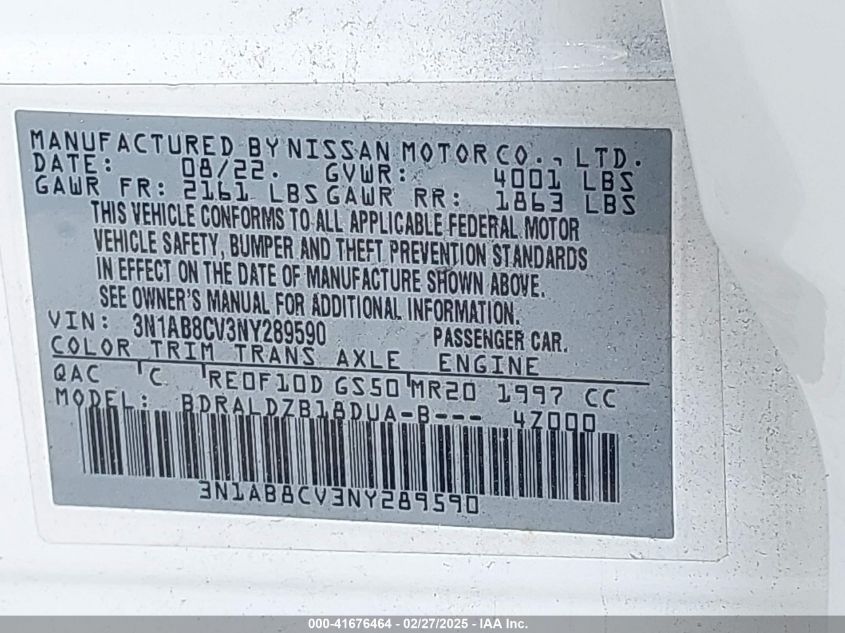 MANUFACTURED BY NISSAN MOTOR CO., LTD.
DATE: 08/22. GVWR: 4001 LBS
GAWR FR: 2161 LBS GAWR RR: 1863 LBS
THIS VEHICLE CONFORMS TO ALL APPLICABLE FEDERAL MOTOR
VEHICLE SAFETY, BUMPER AND THEFT PREVENTION STANDARDS
IN EFFECT ON THE DATE OF MANUFACTURE SHOWN ABOVE.
SEE OWNER'S MANUAL FOR ADDITIONAL INFORMATION.
VIN: 3N1AB8CV3NY289590 PASSENGER CAR.
COLOR TRIM TRANS AXLE ENGINE
QAC C RE0F10D GS50 MR20 1997 CC
MODEL: BDRALDZB18DUA-B--- 4Z000
3N1AB8CV3NY289590
000-41676464 – 02/27/2025 – IAA Inc.